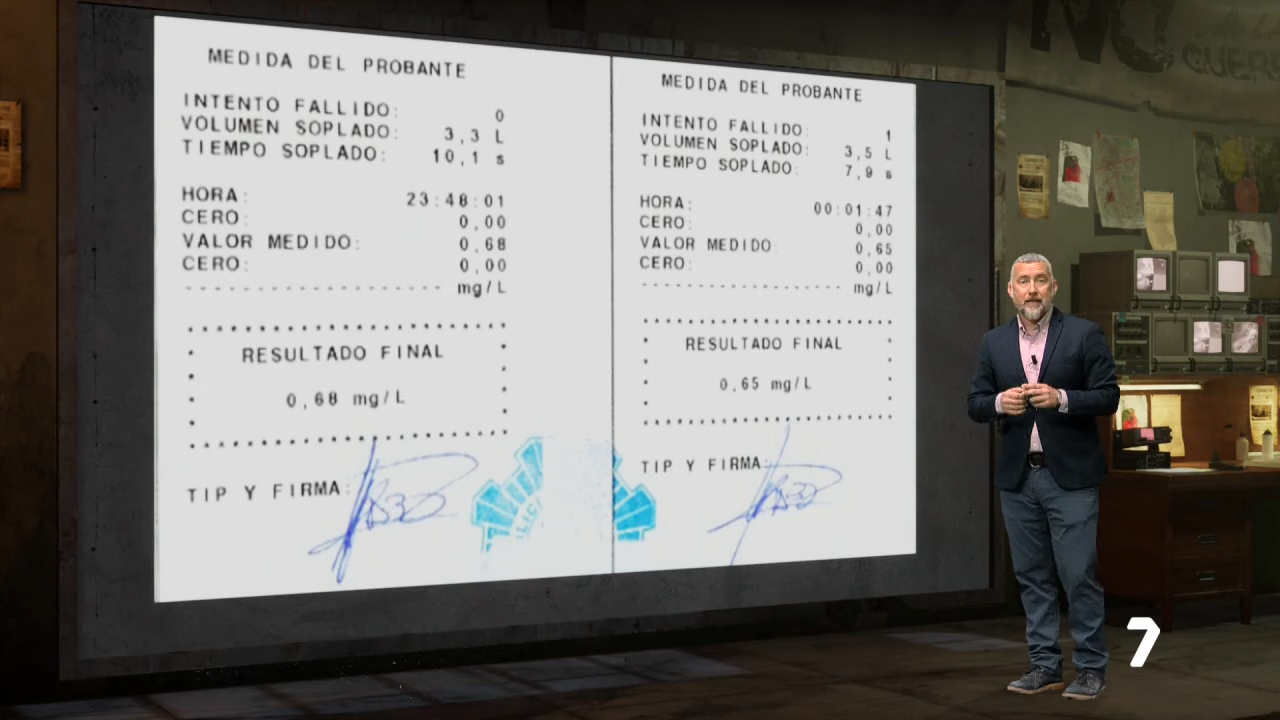 MEDIDA DEL PROBANTE
INTENTO FALLIDO: 0
VOLUMEN SOPLADO: 3,3 L
TIEMPO SOPLADO: 10,1 s
HORA: 23:48:01
CERO: 0,00
VALOR MEDIDO: 0,68
CERO: 0,00
mg/L
RESULTADO FINAL
0,68 mg/L
TIP Y FIRMA:
MEDIDA DEL PROBANTE
INTENTO FALLIDO: 1
VOLUMEN SOPLADO: 3,5 L
TIEMPO SOPLADO: 7,9 s
HORA: 00:01:47
CERO: 0,00
VALOR MEDIDO: 0,65
CERO: 0,00
mg/L
RESULTADO FINAL
0,65 mg/L
TIP Y FIRMA:
NO
GUERRA
7